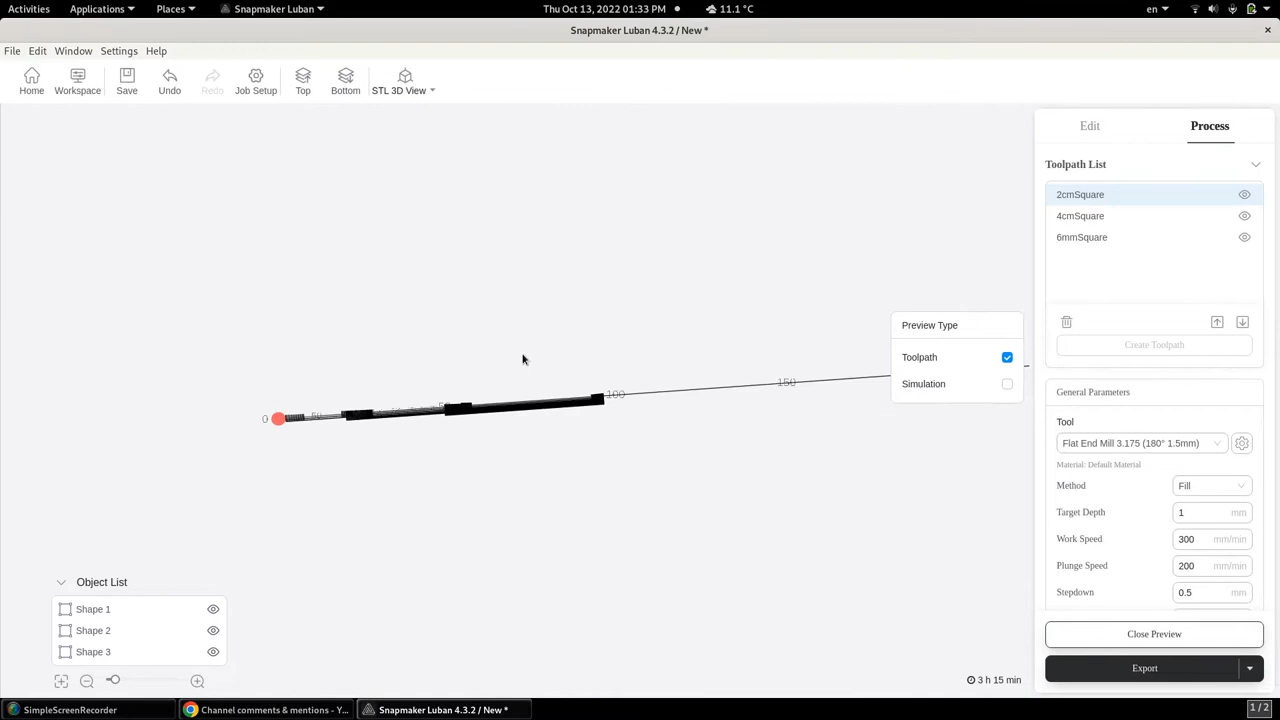 Activities
Applications
Places
Snapmaker Luban
Thu Oct 13, 2022 01:33 PM
11.1 °C
en
Snapmaker Luban 4.3.2 / New *
File Edit Window Settings Help
Home
Workspace
Save
Undo
Redo
Job Setup
Top
Bottom
STL 3D View
Edit
Process
Toolpath List
2cmSquare
4cmSquare
6mmSquare
Create Toolpath
Preview Type
Toolpath
Simulation
General Parameters
Tool
Flat End Mill 3.175 (180° 1.5mm)
Material: Default Material
Method Fill
Target Depth 1 mm
Work Speed 300 mm/min
Plunge Speed 200 mm/min
Stepdown 0.5 mm
Close Preview
Export
0
100
150
Object List
Shape 1
Shape 2
Shape 3
3 h 15 min
SimpleScreenRecorder
Channel comments & mentions - Y...
Snapmaker Luban 4.3.2 / New *
1 / 2